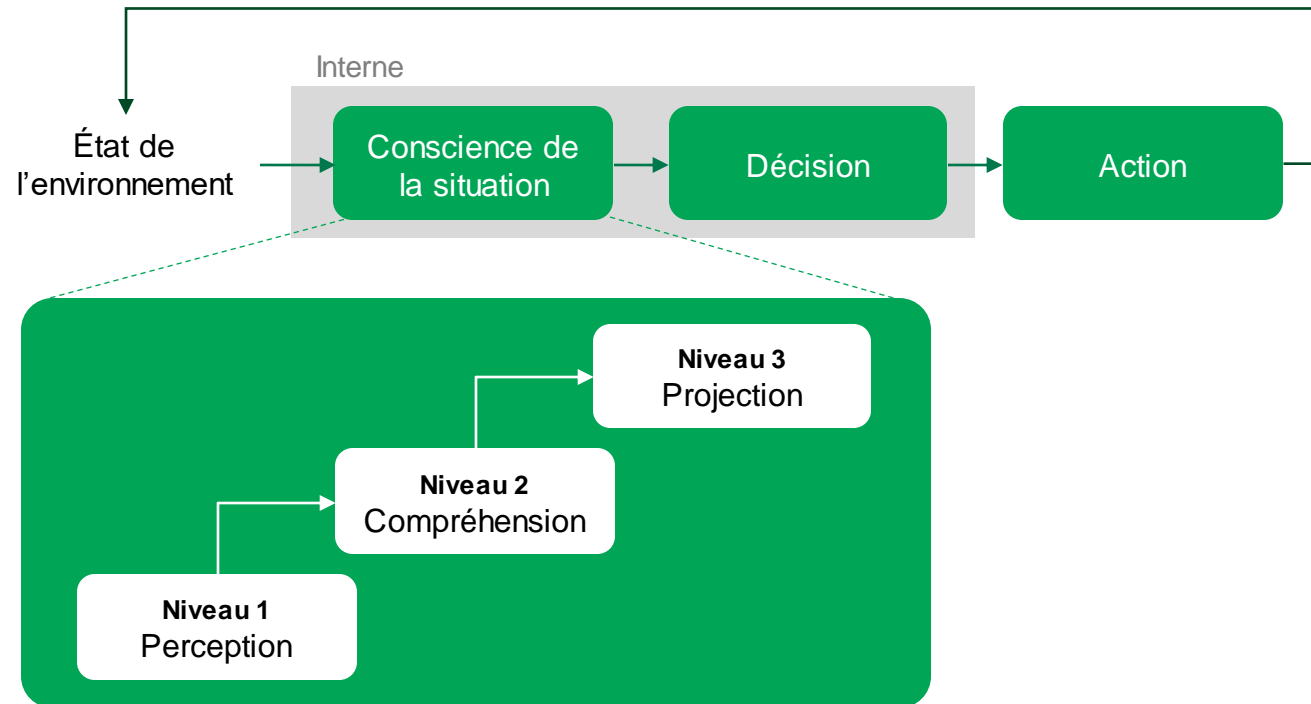 Interne
État de
l’environnement
Conscience de
la situation
Décision
Action
Niveau 3
Projection
Niveau 2
Compréhension
Niveau 1
Perception